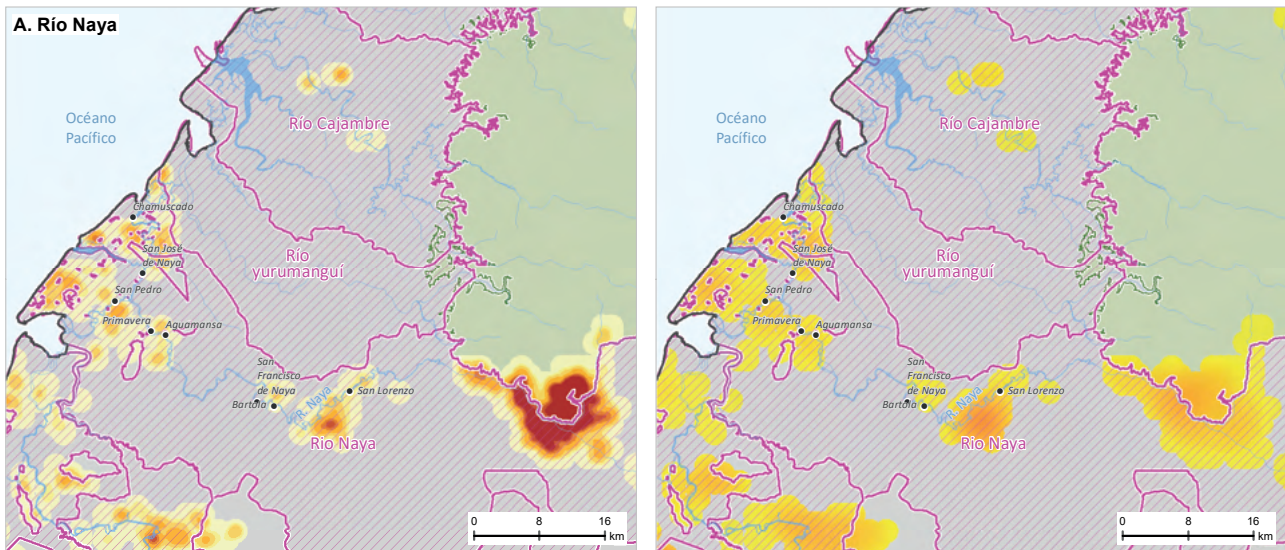 A. Río Naya
Océano
Pacífico
Río Cajambre
Chamuscado
San José
de Naya
Río
yurumanguí
San Pedro
Primavera
Aguamansa
San
Francisco
de Naya
San Lorenzo
Bartola
R. Naya
Río Naya
0 8 16
km
Océano
Pacífico
Río Cajambre
Chamuscado
San José
de Naya
Río
yurumanguí
San Pedro
Primavera
Aguamansa
San
Francisco
de Naya
San Lorenzo
Bartola
R. Naya
Río Naya
0 8 16
km